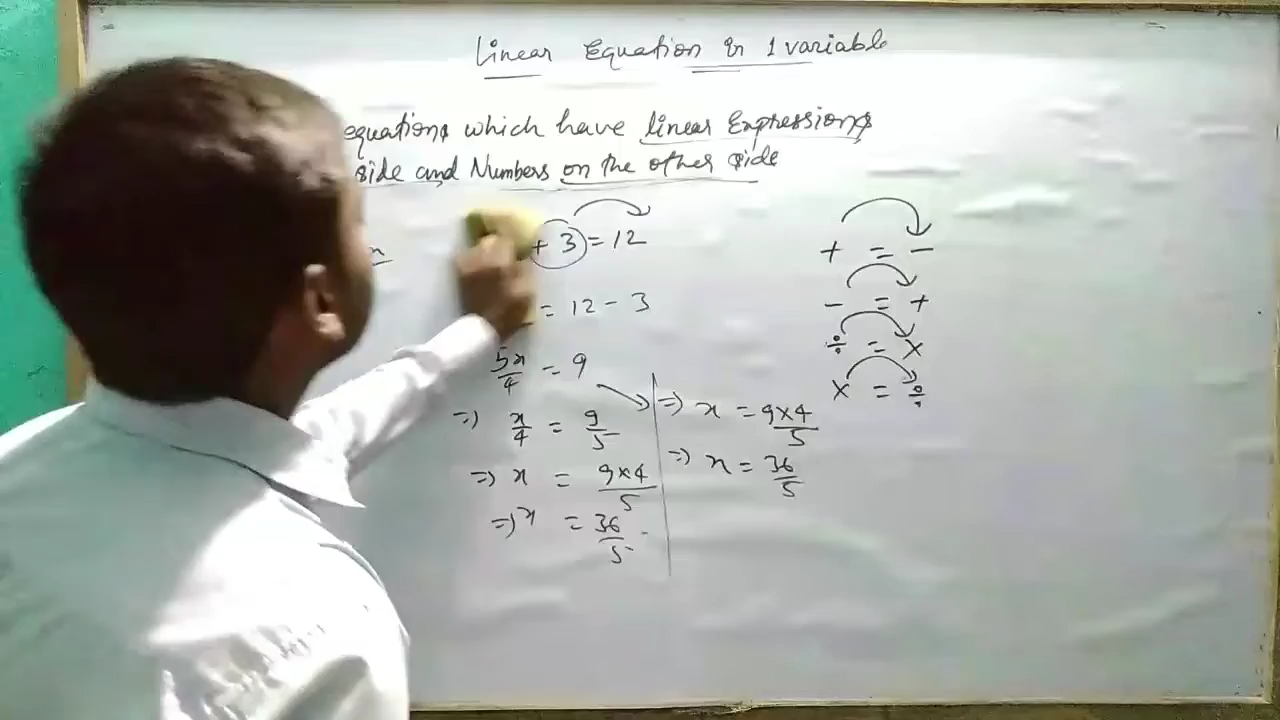 Linear Equation in 1 variable
equations which have linear Expressions
side and Numbers on the other side
+ 3 = 12
= 12 - 3
5x/4 = 9
=> x/4 = 9/5
=> x = 9×4/5
=> x = 36/5
=> x = 9×4/5
=> x = 36/5
+ = -
- = +
÷ = ×
× = ÷